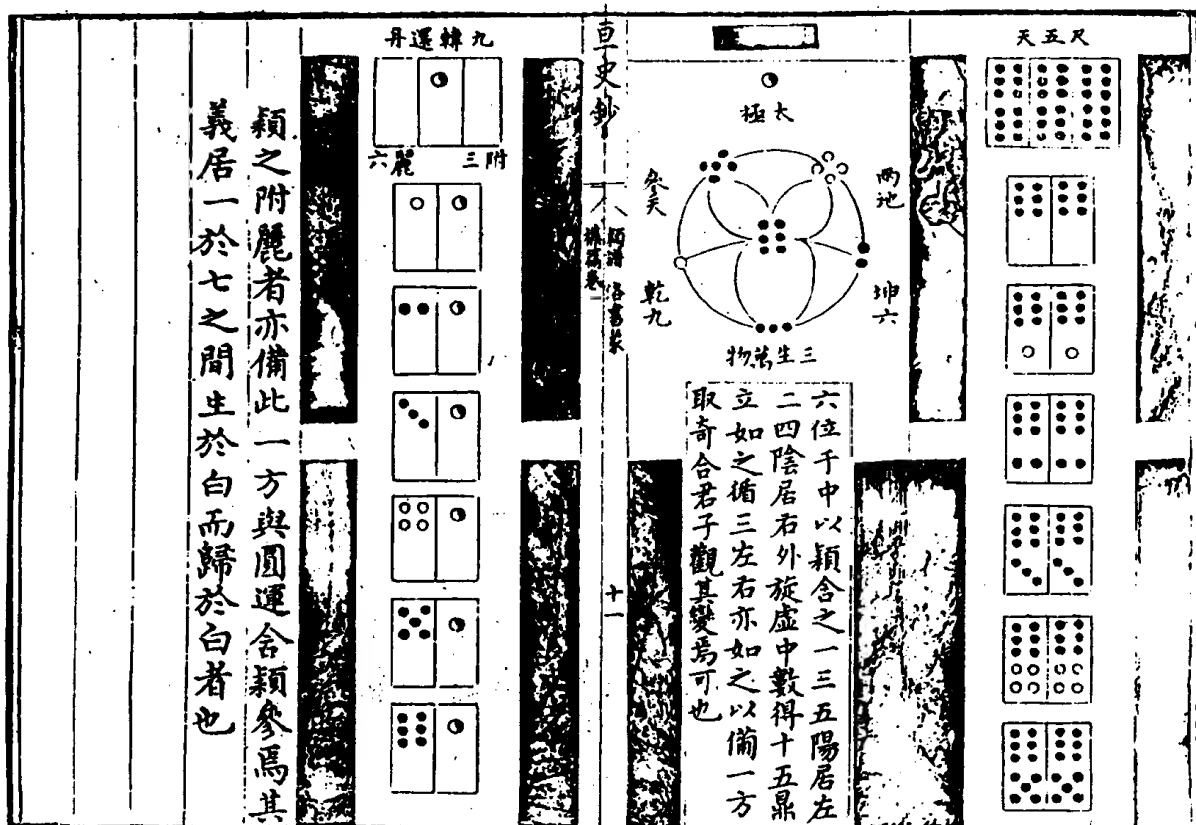 尺五天
太極
兩地
參天
坤六
乾九
三生萬物
六位于中以穎含之一三五陽居左
二四陰居右外旋虛中數得十五鼎
立如之循三左右亦如之以備一方
取奇合君子觀其變焉可也
直史鈔
十一
九轉還丹
附三
麗六
穎之附麗者亦備此一方與圓運含穎參焉其
義居一於七之間生於白而歸於白者也